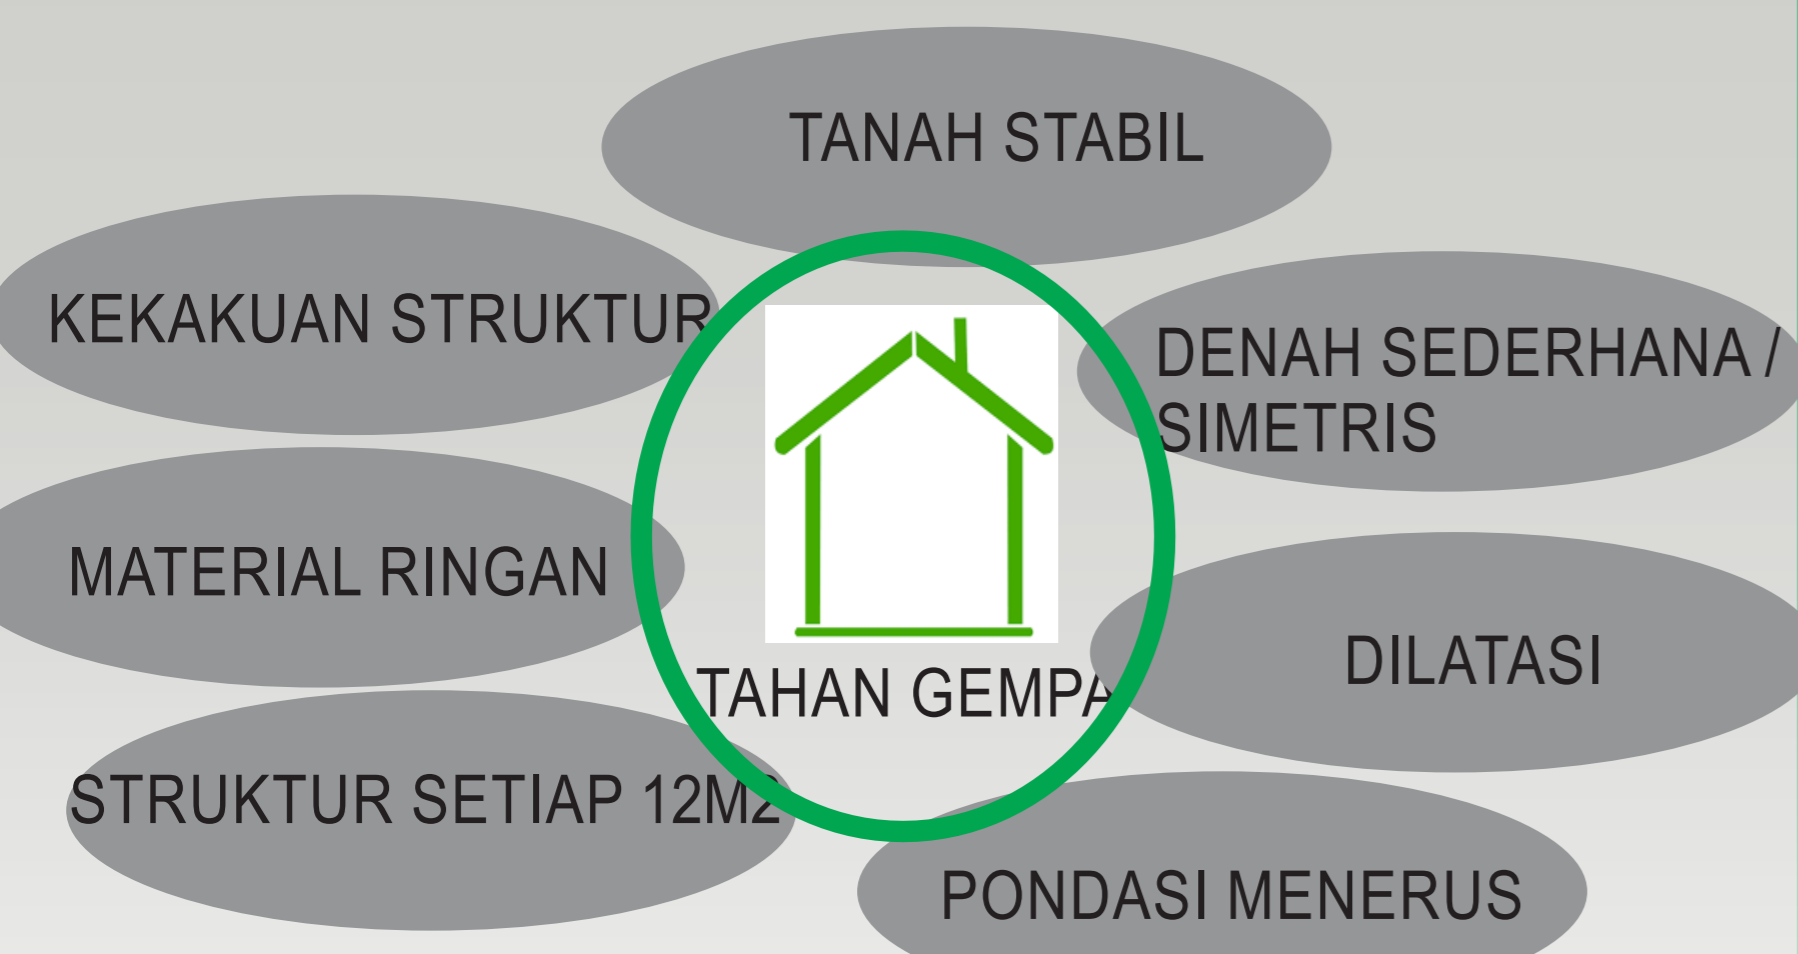 TANAH STABIL
KEKAKUAN STRUKTUR
DENAH SEDERHANA /
SIMETRIS
MATERIAL RINGAN
DILATASI
TAHAN GEMPA
STRUKTUR SETIAP 12M2
PONDASI MENERUS